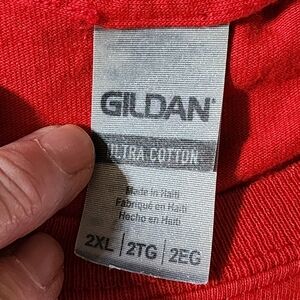 GILDAN
ULTRA COTTON
Made in Haiti
Fabriqué en Haïti
Hecho en Haití
2XL | 2TG | 2EG